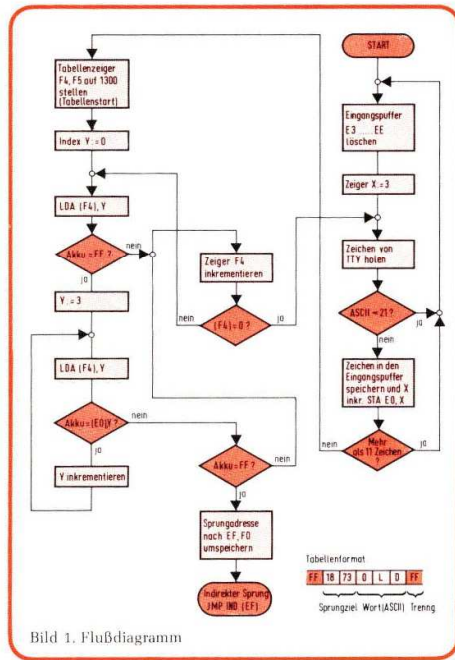 START
Eingangspuffer
E3.....EE
löschen
Zeiger X:=3
Zeichen von
TTY holen
ASCII = 21?
ja
nein
Zeichen in den
Eingangspuffer
speichern und X
inkr. STA E0, X
Mehr
als 11 Zeichen
?
nein
ja
Tabellenzeiger
F4, F5 auf 1300
stellen
(Tabellenstart)
Index Y:=0
LDA (F4), Y
Akku=FF?
nein
ja
Zeiger F4
inkrementieren
(F4)=0?
nein
ja
Y:=3
LDA (F4), Y
Akku=(E0)Y?
nein
ja
Y inkrementieren
Akku=FF?
nein
ja
Sprungadresse
nach EF, F0
umspeichern
Indirekter Sprung
JMP IND (EF)
Tabellenformat
FF 18 73 0 L D FF
Sprungziel Wort(ASCII) Trenng.
Bild 1. Flußdiagramm